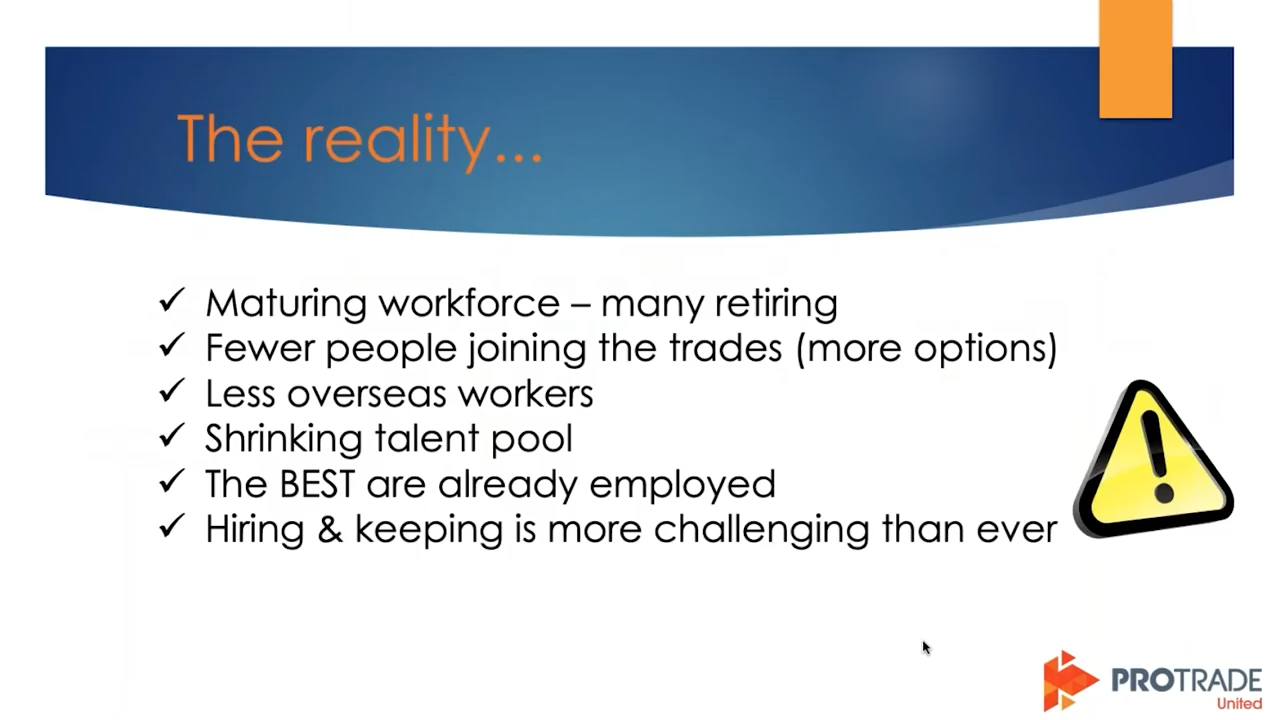 The reality...
Maturing workforce – many retiring
Fewer people joining the trades (more options)
Less overseas workers
Shrinking talent pool
The BEST are already employed
Hiring & keeping is more challenging than ever
PROTRADE
United